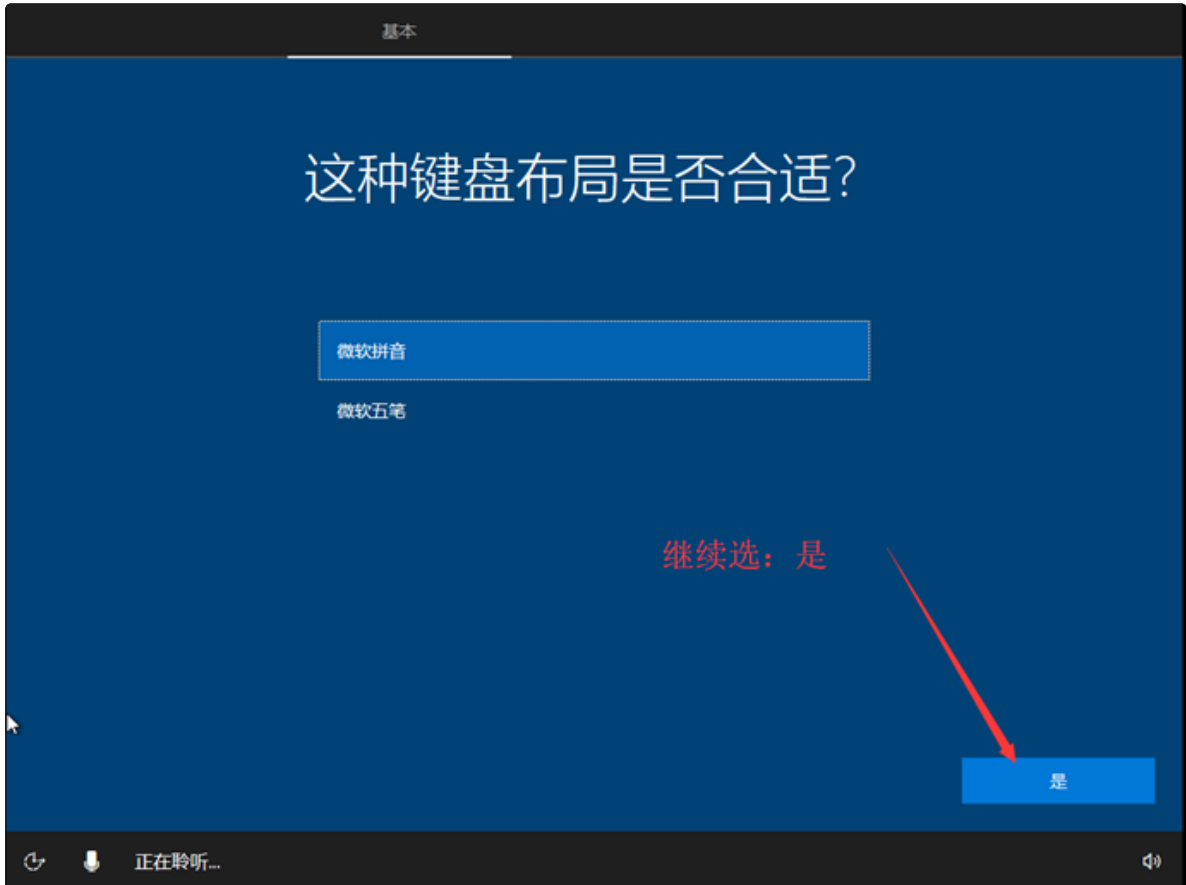 基本
这种键盘布局是否合适?
微软拼音
微软五笔
继续选：是
是
正在聆听...